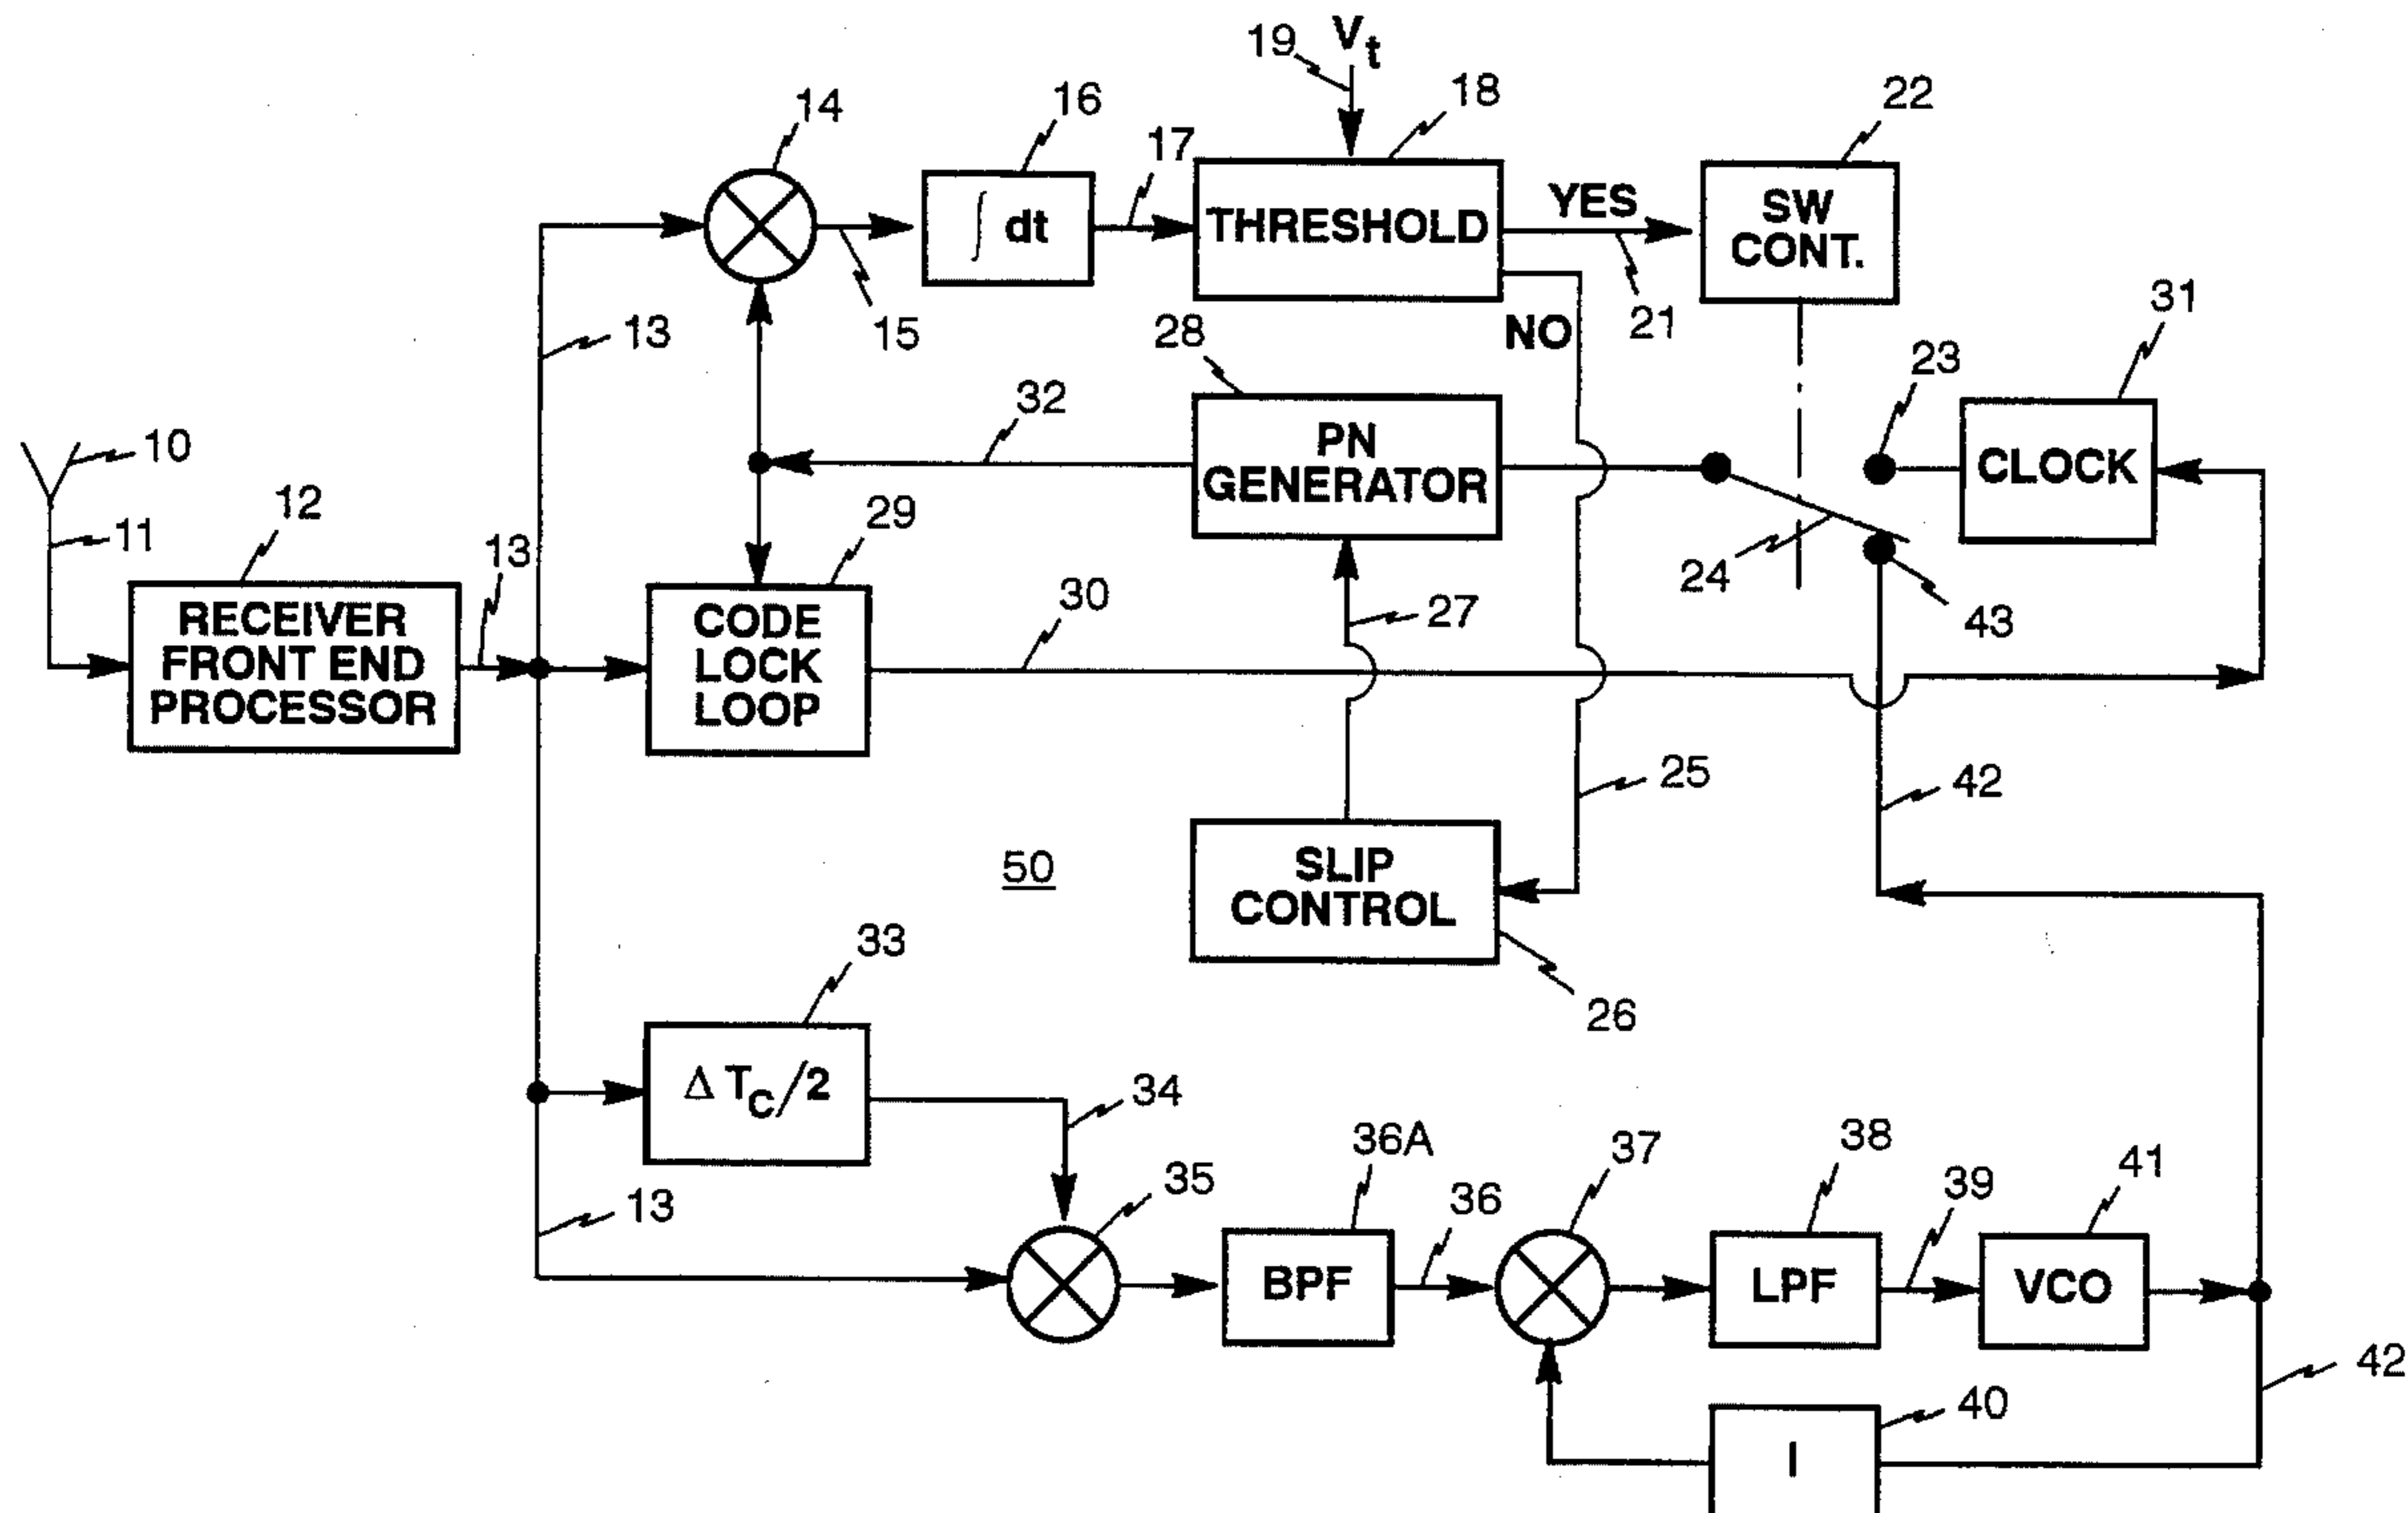 19
Vt
14
16
17
18
22
∫ dt
THRESHOLD
YES
SW
CONT.
13
15
28
NO
21
31
23
32
PN
GENERATOR
CLOCK
10
11
12
13
29
24
43
RECEIVER
FRONT END
PROCESSOR
CODE
LOCK
LOOP
30
27
25
42
50
SLIP
CONTROL
26
33
Δ TC/2
34
13
35
36A
36
37
38
39
41
BPF
LPF
VCO
42
40
I